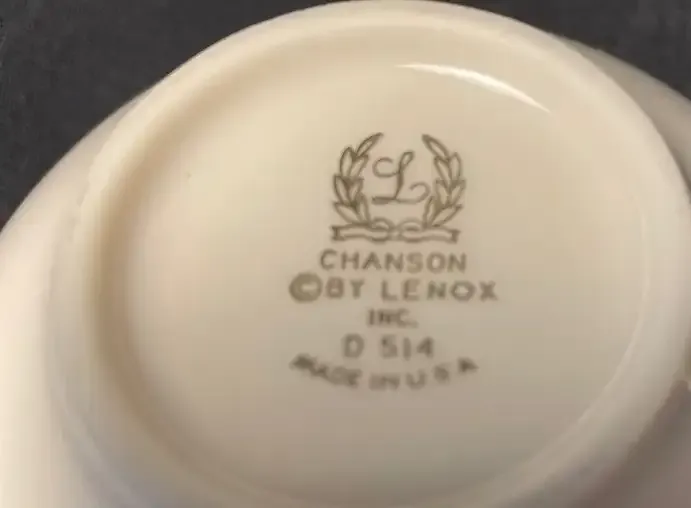 L
CHANSON
©BY LENOX
INC.
D 514
MADE IN U S A